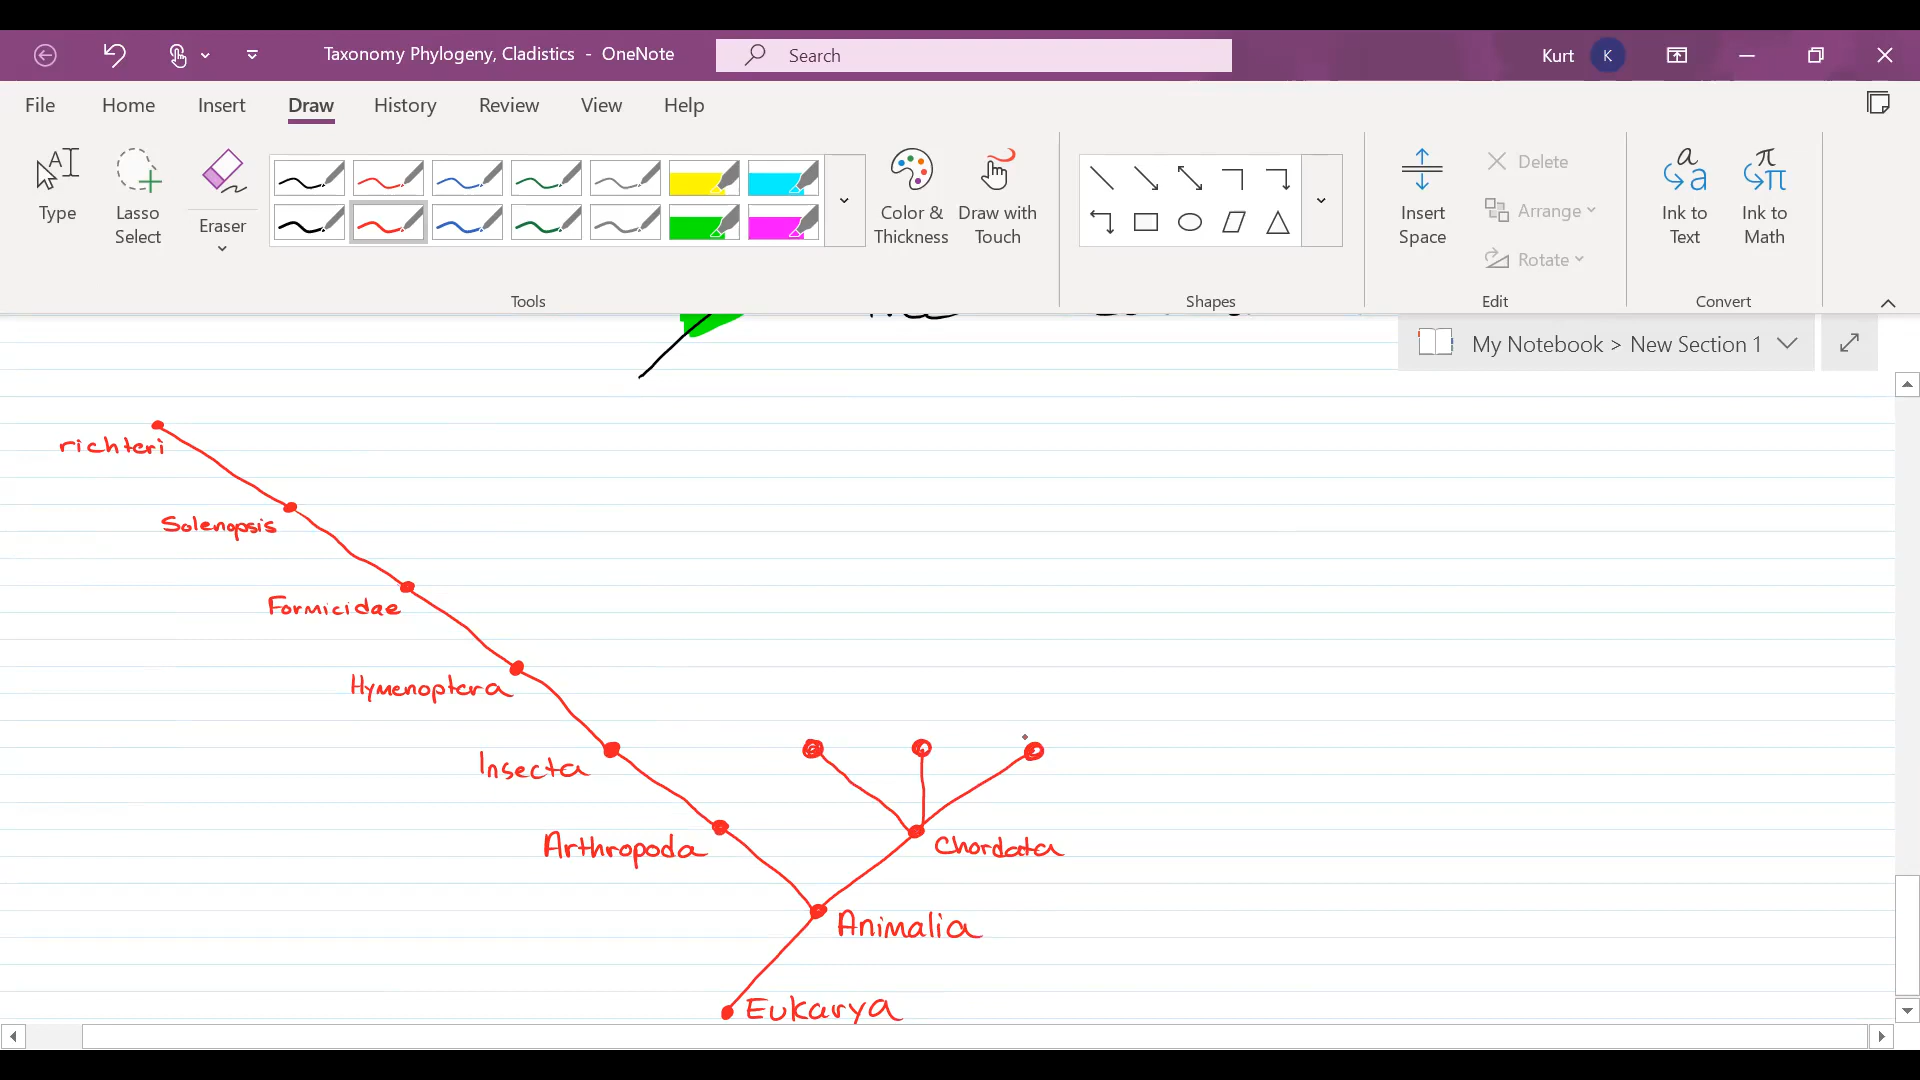 Taxonomy Phylogeny, Cladistics - OneNote
Search
Kurt
K
File Home Insert Draw History Review View Help
Type
Lasso Select
Eraser
Color & Thickness
Draw with Touch
Insert Space
Delete
Arrange
Rotate
Ink to Text
Ink to Math
Tools
Shapes
Edit
Convert
My Notebook > New Section 1
richteri
Solenopsis
Formicidae
Hymenoptera
Insecta
Arthropoda
Chordata
Animalia
Eukarya